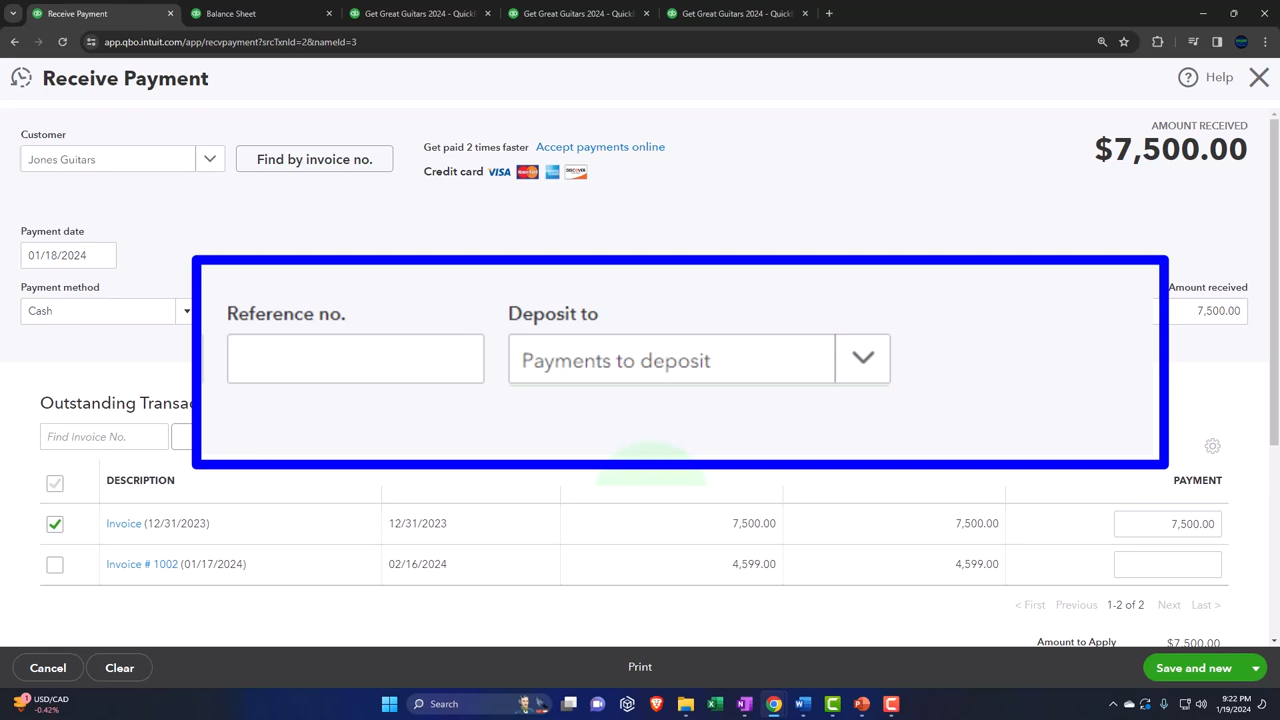 Receive Payment
Balance Sheet
Get Great Guitars 2024 - QuickB
Get Great Guitars 2024 - QuickB
Get Great Guitars 2024 - QuickB
app.qbo.intuit.com/app/recvpayment?srcTxnId=2&nameId=3
Receive Payment
Help
Customer
AMOUNT RECEIVED
Jones Guitars
Find by invoice no.
Get paid 2 times faster Accept payments online
$7,500.00
Credit card VISA
DISCOVER
Payment date
01/18/2024
Payment method
Amount received
Cash
7,500.00
Reference no.
Deposit to
Payments to deposit
Outstanding Transac
Find Invoice No.
DESCRIPTION
PAYMENT
Invoice (12/31/2023) 12/31/2023 7,500.00 7,500.00 7,500.00
Invoice # 1002 (01/17/2024) 02/16/2024 4,599.00 4,599.00
< First Previous 1-2 of 2 Next Last >
Amount to Apply $7,500.00
Cancel
Clear
Print
Save and new
USD/CAD
-0.42%
Search
9:22 PM
1/19/2024